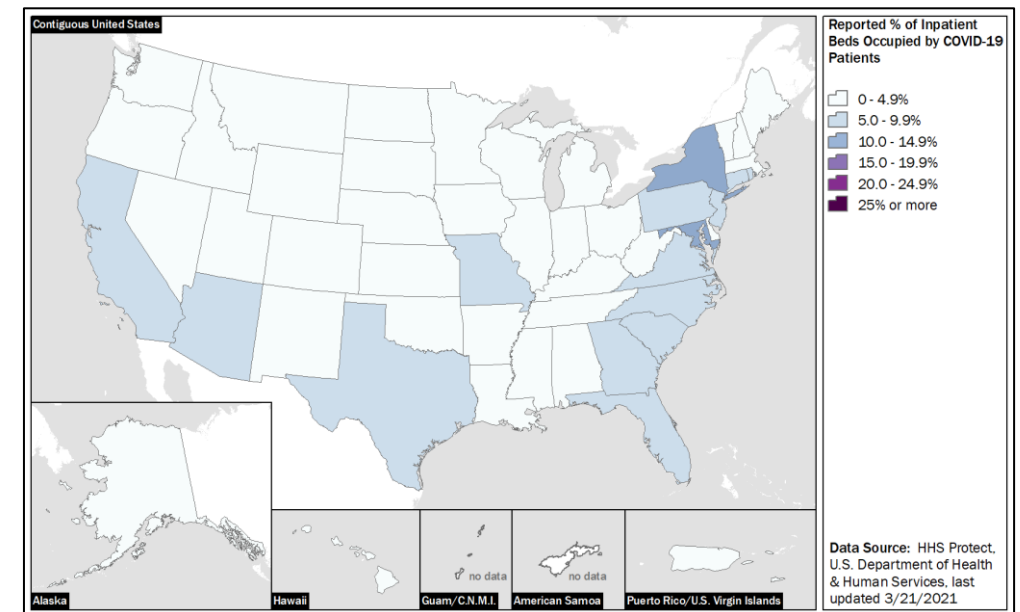 Contiguous United States
Reported % of Inpatient
Beds Occupied by COVID-19
Patients
0 - 4.9%
5.0 - 9.9%
10.0 - 14.9%
15.0 - 19.9%
20.0 - 24.9%
25% or more
no data
no data
Alaska
Hawaii
Guam/C.N.M.I.
American Samoa
Puerto Rico/U.S. Virgin Islands
Data Source: HHS Protect,
U.S. Department of Health
& Human Services, last
updated 3/21/2021